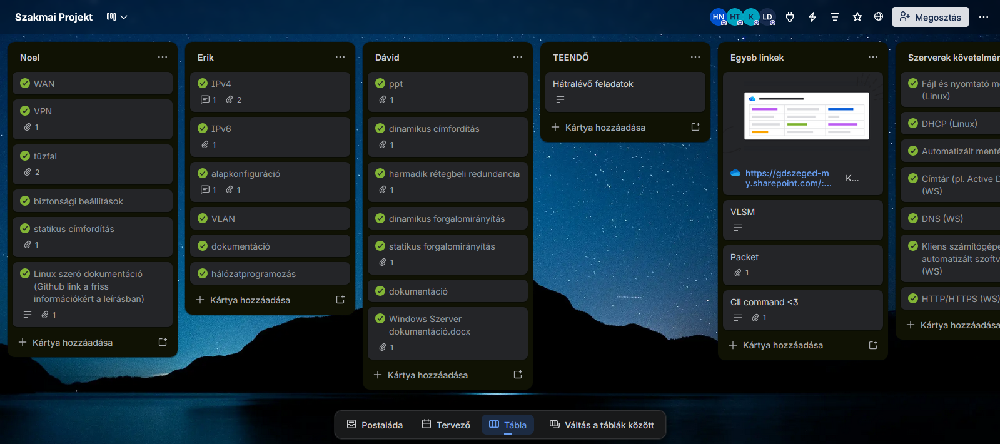 Szakmai Projekt
HN HT K LD
Megosztás
Noel
WAN
VPN
1
tűzfal
2
biztonsági beállítások
statikus címfordítás
1
Linux szeró dokumentáció
(Github link a friss
információkért a leírásban)
1
Kártya hozzáadása
Erik
IPv4
1 2
IPv6
1
alapkonfiguráció
1 1
VLAN
dokumentáció
hálózatprogramozás
Kártya hozzáadása
Dávid
ppt
1
dinamikus címfordítás
1
harmadik rétegbeli redundancia
1
dinamikus forgalomirányítás
statikus forgalomirányítás
1
dokumentáció
Windows Szerver
dokumentáció.docx
1
Kártya hozzáadása
TEENDŐ
Hátralévő feladatok
Kártya hozzáadása
Egyeb linkek
https://gdszeged-m
y.sharepoint.com/:...
K...
VLSM
Packet
1
Cli command <3
1
Kártya hozzáadása
Szerverek követelmér
Fájl és nyomtató m
(Linux)
DHCP (Linux)
Automatizált menté
Címtár (pl. Active D
(WS)
DNS (WS)
Kliens számítógépe
automatizált szoftv
(WS)
HTTP/HTTPS (WS)
Kártya hozzáadása
Postaláda
Tervező
Tábla
Váltás a táblák között